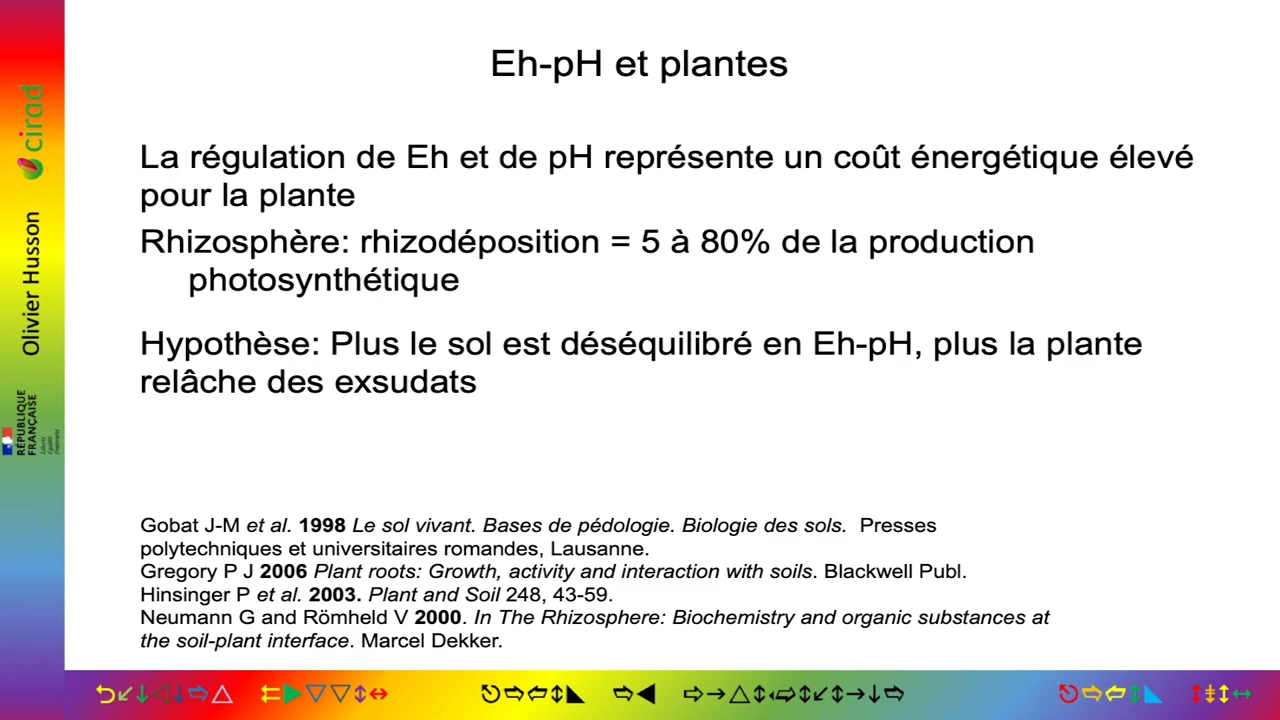 Eh-pH et plantes
La régulation de Eh et de pH représente un coût énergétique élevé
pour la plante
Rhizosphère: rhizodéposition = 5 à 80% de la production
photosynthétique
Hypothèse: Plus le sol est déséquilibré en Eh-pH, plus la plante
relâche des exsudats
Gobat J-M et al. 1998 Le sol vivant. Bases de pédologie. Biologie des sols. Presses
polytechniques et universitaires romandes, Lausanne.
Gregory P J 2006 Plant roots: Growth, activity and interaction with soils. Blackwell Publ.
Hinsinger P et al. 2003. Plant and Soil 248, 43-59.
Neumann G and Römheld V 2000. In The Rhizosphere: Biochemistry and organic substances at
the soil-plant interface. Marcel Dekker.
cirad
Olivier Husson
RÉPUBLIQUE
FRANÇAISE